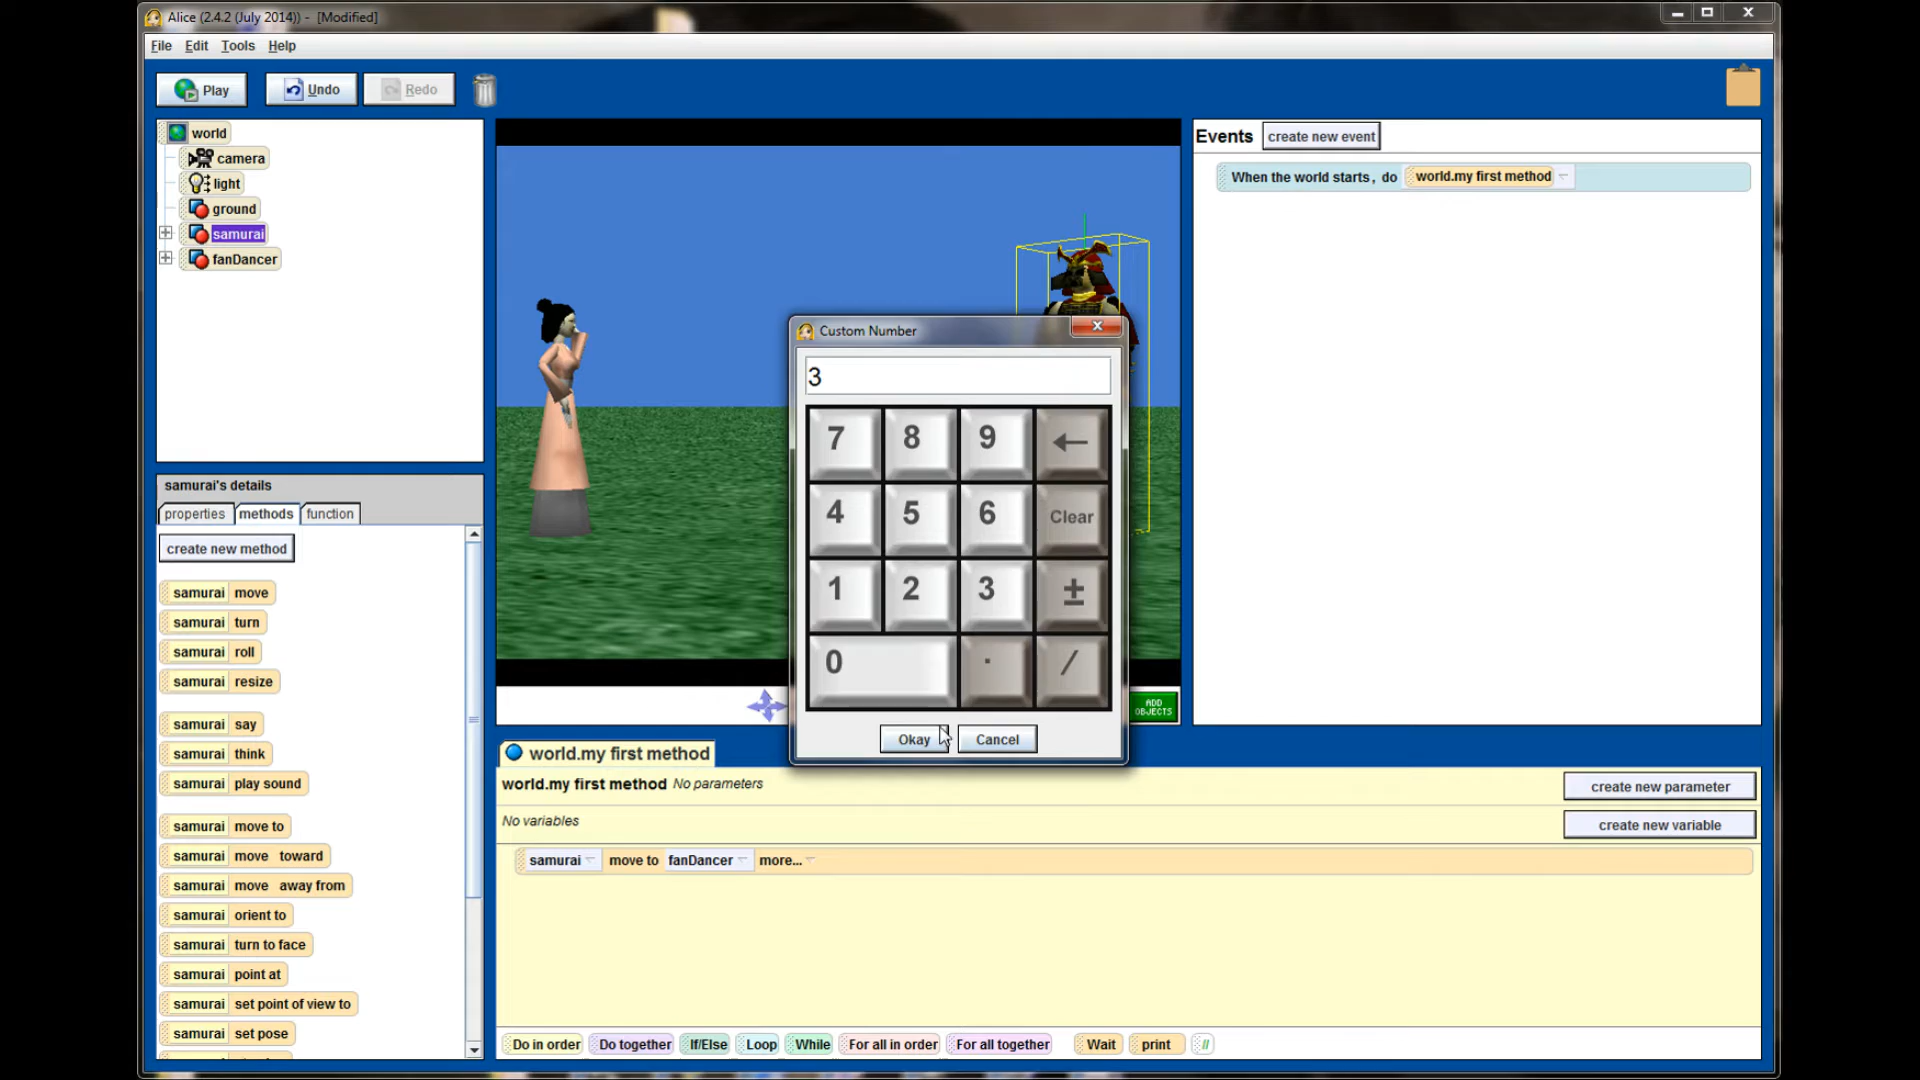 Alice (2.4.2 (July 2014)) - [Modified]
File Edit Tools Help
Play Undo Redo
world
camera
light
ground
samurai
fanDancer
Events create new event
When the world starts, do world.my first method
Custom Number
3
7 8 9 ←
4 5 6 Clear
1 2 3 ±
0 . /
Okay Cancel
ADD OBJECTS
samurai's details
properties methods function
create new method
samurai move
samurai turn
samurai roll
samurai resize
samurai say
samurai think
samurai play sound
samurai move to
samurai move toward
samurai move away from
samurai orient to
samurai turn to face
samurai point at
samurai set point of view to
samurai set pose
world.my first method
world.my first method No parameters create new parameter
No variables create new variable
samurai move to fanDancer more...
Do in order Do together If/Else Loop While For all in order For all together Wait print //